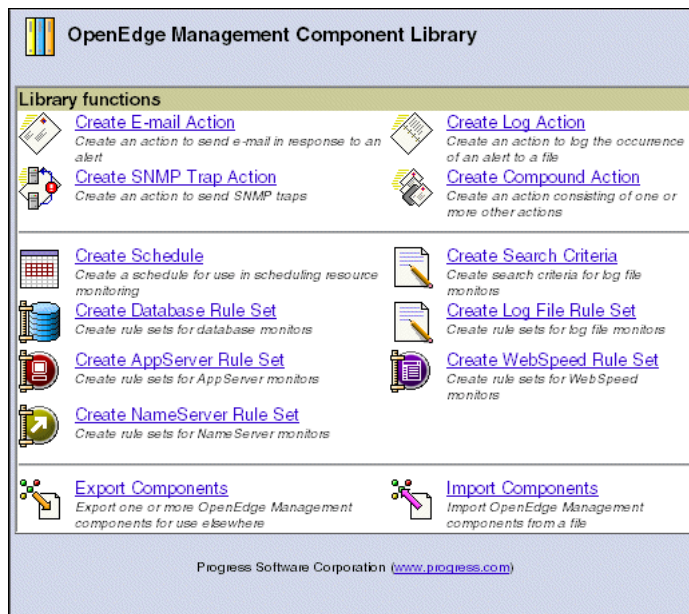 OpenEdge Management Component Library
Library functions
Create E-mail Action
Create an action to send e-mail in response to an
alert
Create Log Action
Create an action to log the occurrence
of an alert to a file
Create SNMP Trap Action
Create an action to send SNMP traps
Create Compound Action
Create an action consisting of one or
more other actions
Create Schedule
Create a schedule for use in scheduling resource
monitoring
Create Search Criteria
Create search criteria for log file
monitors
Create Database Rule Set
Create rule sets for database monitors
Create Log File Rule Set
Create rule sets for log file monitors
Create AppServer Rule Set
Create rule sets for AppServer monitors
Create WebSpeed Rule Set
Create rule sets for WebSpeed
monitors
Create NameServer Rule Set
Create rule sets for NameServer monitors
Export Components
Export one or more OpenEdge Management
components for use elsewhere
Import Components
Import OpenEdge Management
components from a file
Progress Software Corporation (www.progress.com)